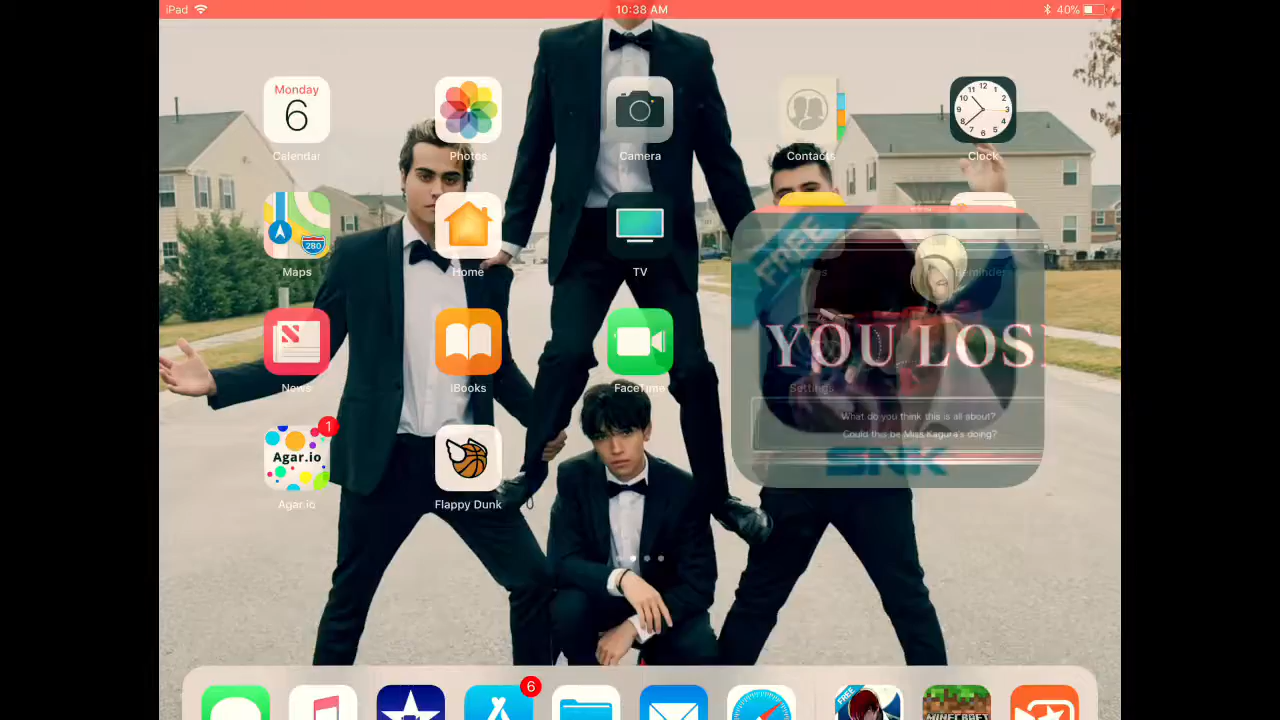 iPad
10:38 AM
40%
Monday
6
Calendar
Photos
Camera
Contacts
Clock
280
Maps
Home
TV
FREE
YOU LOS
News
iBooks
FaceTime
Settings
What do you think this is all about?
Could this be Miss Kagura's doing?
SNK
1
Agar.io
Agar.io
Flappy Dunk
6
FREE
MINECRAFT